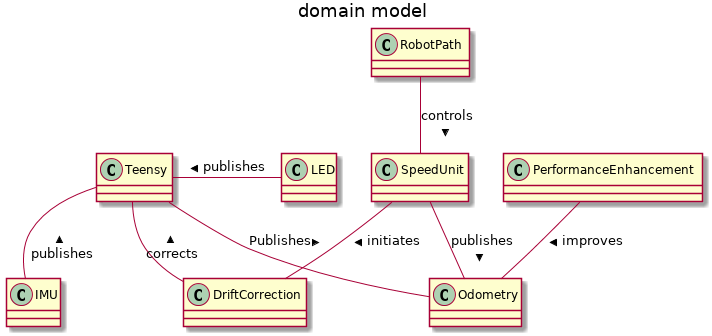 domain model
C RobotPath
controls
▼
C Teensy
◄ publishes
C LED
C SpeedUnit
C PerformanceEnhancement
▲
publishes
▲
corrects
Publishes►
◄ initiates
publishes
▼
◄ improves
C IMU
C DriftCorrection
C Odometry